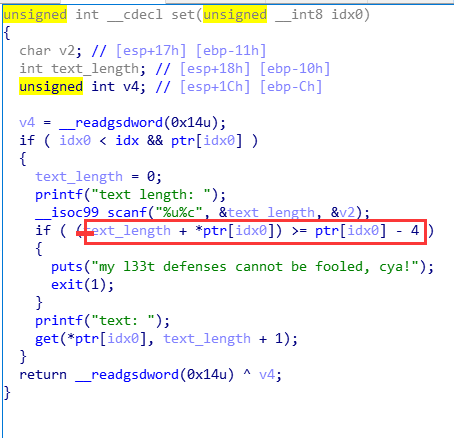 unsigned int __cdecl set(unsigned __int8 idx0)
{
char v2; // [esp+17h] [ebp-11h]
int text_length; // [esp+18h] [ebp-10h]
unsigned int v4; // [esp+1Ch] [ebp-Ch]
v4 = __readgsdword(0x14u);
if ( idx0 < idx && ptr[idx0] )
{
text_length = 0;
printf("text length: ");
__isoc99_scanf("%u%c", &text_length, &v2);
if ( (text_length + *ptr[idx0]) >= ptr[idx0] - 4 )
{
puts("my l33t defenses cannot be fooled, cya!");
exit(1);
}
printf("text: ");
get(*ptr[idx0], text_length + 1);
}
return __readgsdword(0x14u) ^ v4;
}